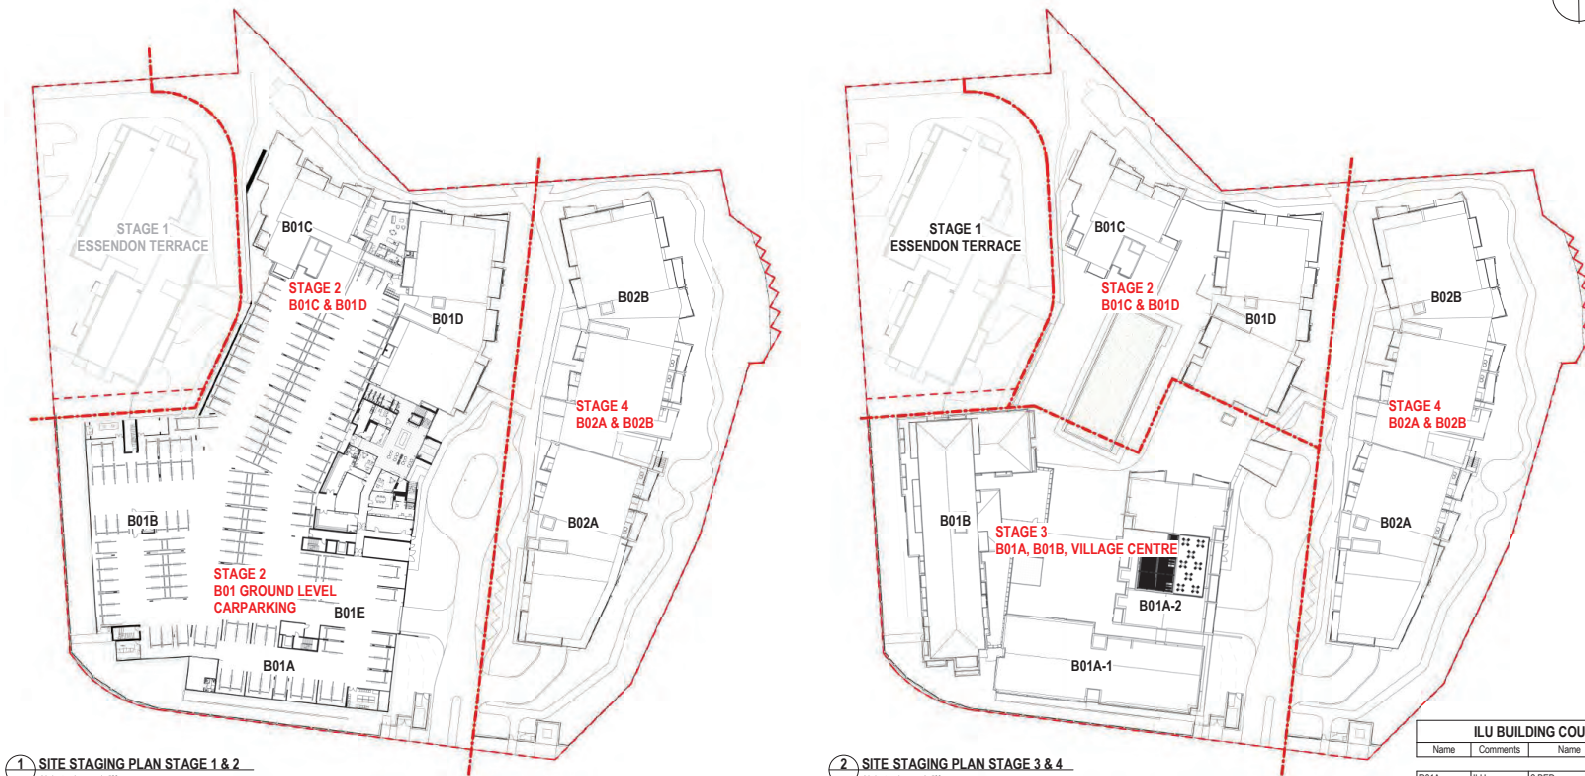 STAGE 1
ESSENDON TERRACE
B01C
STAGE 2
B01C & B01D
B01D
B02B
STAGE 4
B02A & B02B
B02A
B01B
STAGE 2
B01 GROUND LEVEL
CARPARKING
B01E
B01A
1 SITE STAGING PLAN STAGE 1 & 2
STAGE 1
ESSENDON TERRACE
B01C
STAGE 2
B01C & B01D
B01D
B02B
STAGE 4
B02A & B02B
B02A
B01B
STAGE 3
B01A, B01B, VILLAGE CENTRE
B01A-2
B01A-1
2 SITE STAGING PLAN STAGE 3 & 4
ILU BUILDING COU
Name Comments Name